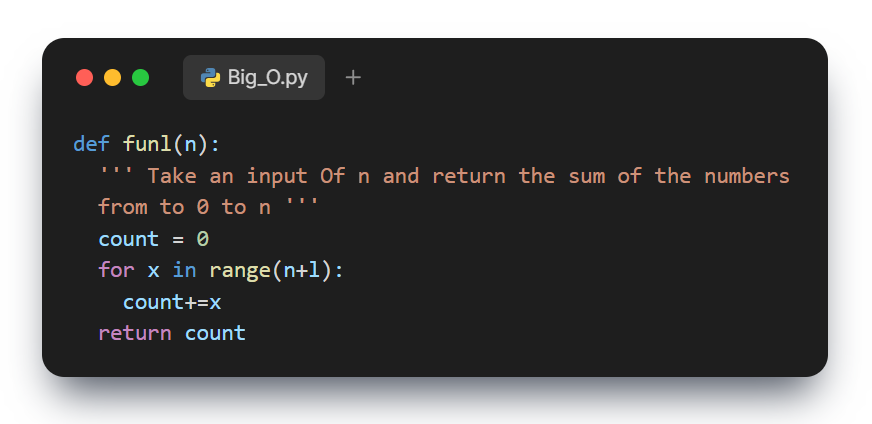 Big_O.py +
def funl(n):
  ''' Take an input Of n and return the sum of the numbers
  from to 0 to n '''
  count = 0
  for x in range(n+l):
    count+=x
  return count